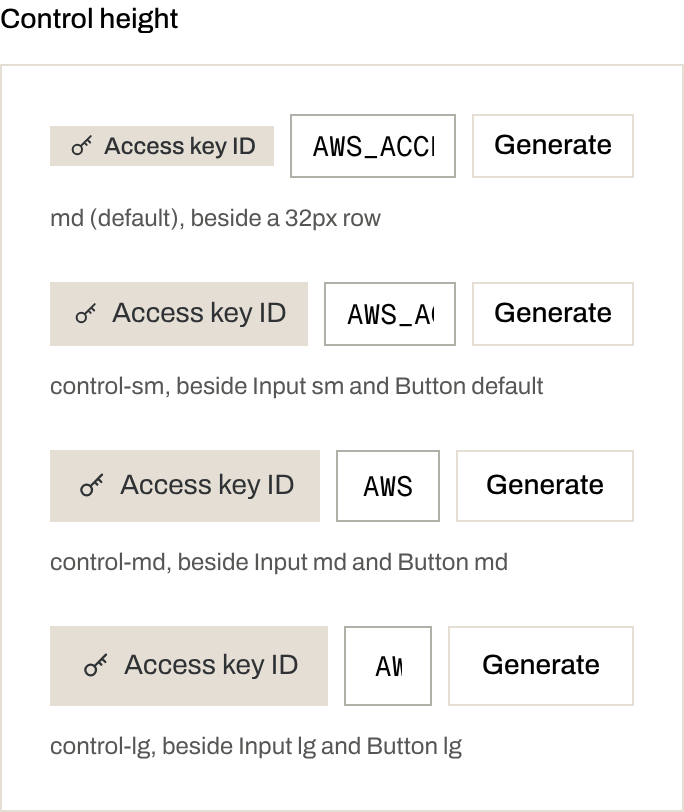 Control height
Access key ID AWS_ACC Generate
md (default), beside a 32px row
Access key ID AWS_A Generate
control-sm, beside Input sm and Button default
Access key ID AWS Generate
control-md, beside Input md and Button md
Access key ID AW Generate
control-lg, beside Input lg and Button lg